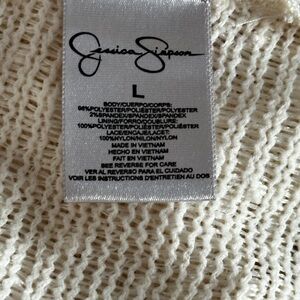 Jessica Simpson
L
BODY/CUERPO/CORPS:
98%POLYESTER/POLIESTER/POLYESTER
2%SPANDEX/SPANDEX/SPANDEX
LINING/FORRO/DOUBLURE:
100%POLYESTER/POLIESTER/POLYESTER
LACE/ENCAJE/LACET:
100%NYLON/NILON/NYLON
MADE IN VIETNAM
HECHO EN VIETNAM
FAIT EN VIETNAM
SEE REVERSE FOR CARE
VER AL REVERSO PARA EL CUIDADO
VOIR LES INSTRUCTIONS D'ENTRETIEN AU DOS